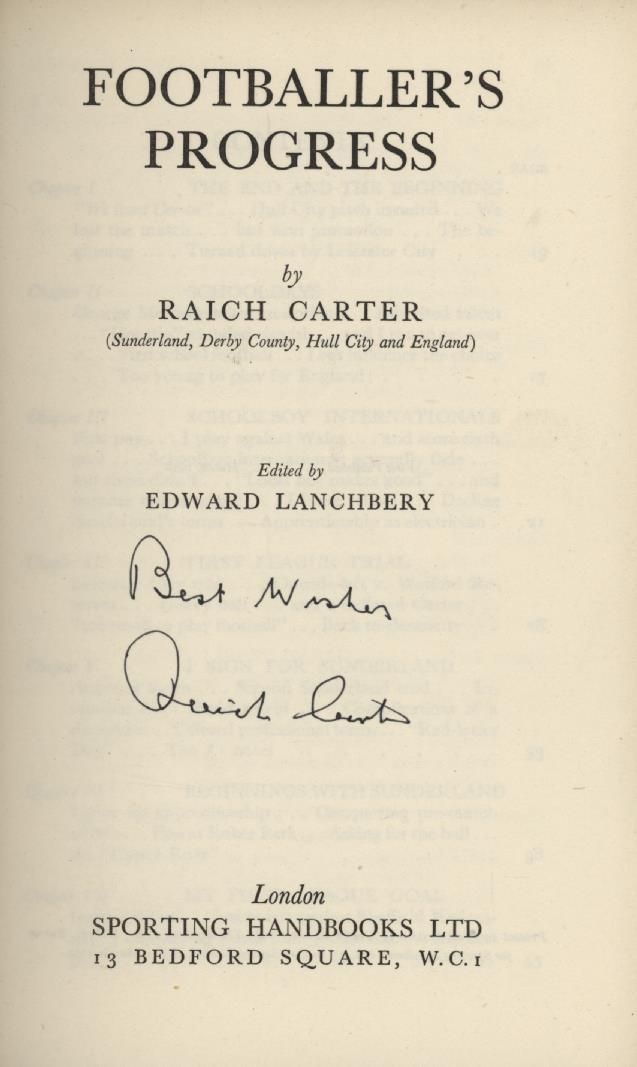 FOOTBALLER'S
PROGRESS
by
RAICH CARTER
(Sunderland, Derby County, Hull City and England)
Edited by
EDWARD LANCHBERY
Best Wishes
Raich Carter
London
SPORTING HANDBOOKS LTD
13 BEDFORD SQUARE, W.C.1